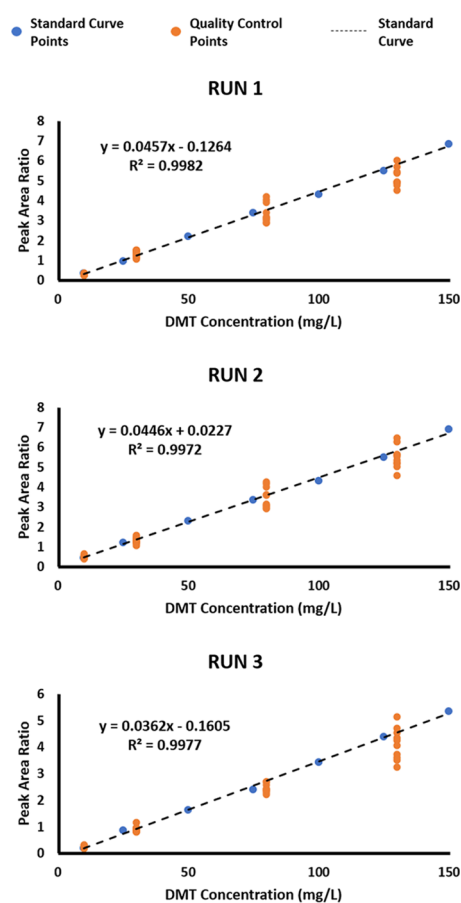 Standard Curve Points
Quality Control Points
Standard Curve
RUN 1
8
7
6
5
4
3
2
1
0
Peak Area Ratio
y = 0.0457x - 0.1264
R² = 0.9982
0 50 100 150
DMT Concentration (mg/L)
RUN 2
8
7
6
5
4
3
2
1
0
Peak Area Ratio
y = 0.0446x + 0.0227
R² = 0.9972
0 50 100 150
DMT Concentration (mg/L)
RUN 3
6
5
4
3
2
1
0
Peak Area Ratio
y = 0.0362x - 0.1605
R² = 0.9977
0 50 100 150
DMT Concentration (mg/L)